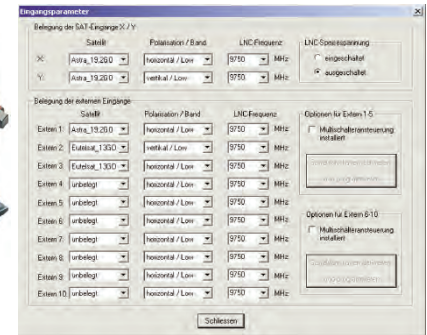 Eingangsparameter
Belegung der SAT-Eingänge X / Y
Satellit Polarisation / Band LNC-Frequenz LNC-Speisespannung
X: Astra_19,2GO horizontal / Low 9750 MHz eingeschaltet
Y: Astra_19,2GO vertikal / Low 9750 MHz ausgeschaltet
Belegung der externen Eingänge
Satellit Polarisation / Band LNC-Frequenz Optionen für Extern 1-5
Extern 1: Astra_19,2GO horizontal / Low 9750 MHz Multischalteransteuerung installiert
Extern 2: Eutelsat_13GO vertikal / Low 9750 MHz
Extern 3: Eutelsat_13GO horizontal / Low 9750 MHz
Extern 4: unbelegt horizontal / Low 9750 MHz
Extern 5: unbelegt horizontal / Low 9750 MHz
Optionen für Extern 6-10
Extern 6: unbelegt horizontal / Low 9750 MHz Multischalteransteuerung installiert
Extern 7: unbelegt horizontal / Low 9750 MHz
Extern 8: unbelegt horizontal / Low 9750 MHz
Extern 9: unbelegt horizontal / Low 9750 MHz
Extern 10: unbelegt horizontal / Low 9750 MHz
Schliessen